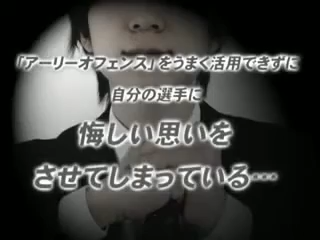 「アーリーオフェンス」をうまく活用できずに
自分の選手に
悔しい思いを
させてしまっている…